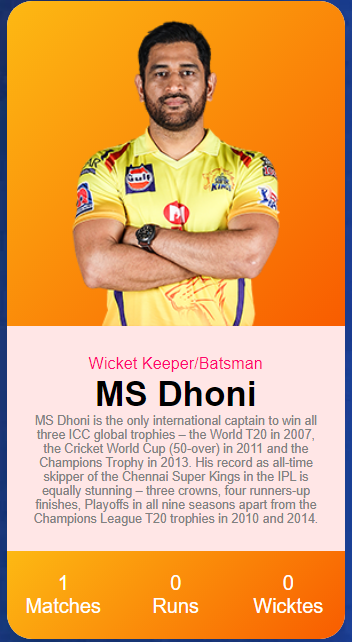 Gulf
KINGS
Wicket Keeper/Batsman
MS Dhoni
MS Dhoni is the only international captain to win all
three ICC global trophies – the World T20 in 2007,
the Cricket World Cup (50-over) in 2011 and the
Champions Trophy in 2013. His record as all-time
skipper of the Chennai Super Kings in the IPL is
equally stunning – three crowns, four runners-up
finishes, Playoffs in all nine seasons apart from the
Champions League T20 trophies in 2010 and 2014.
1 0 0
Matches Runs Wicktes